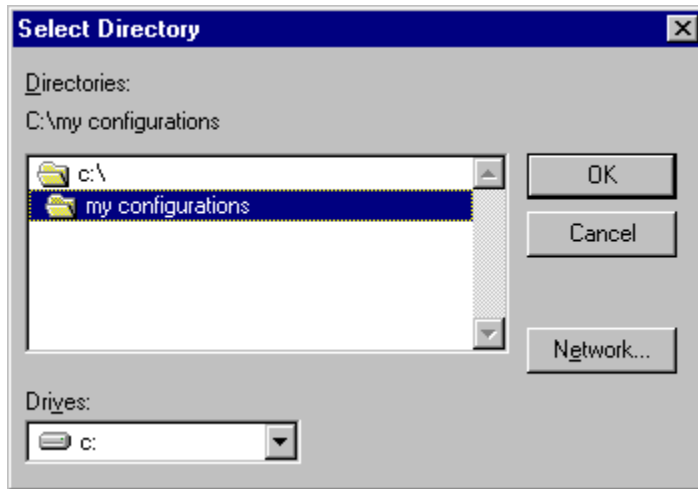 Select Directory
Directories:
C:\my configurations
c:\
my configurations
OK
Cancel
Network...
Drives:
c: